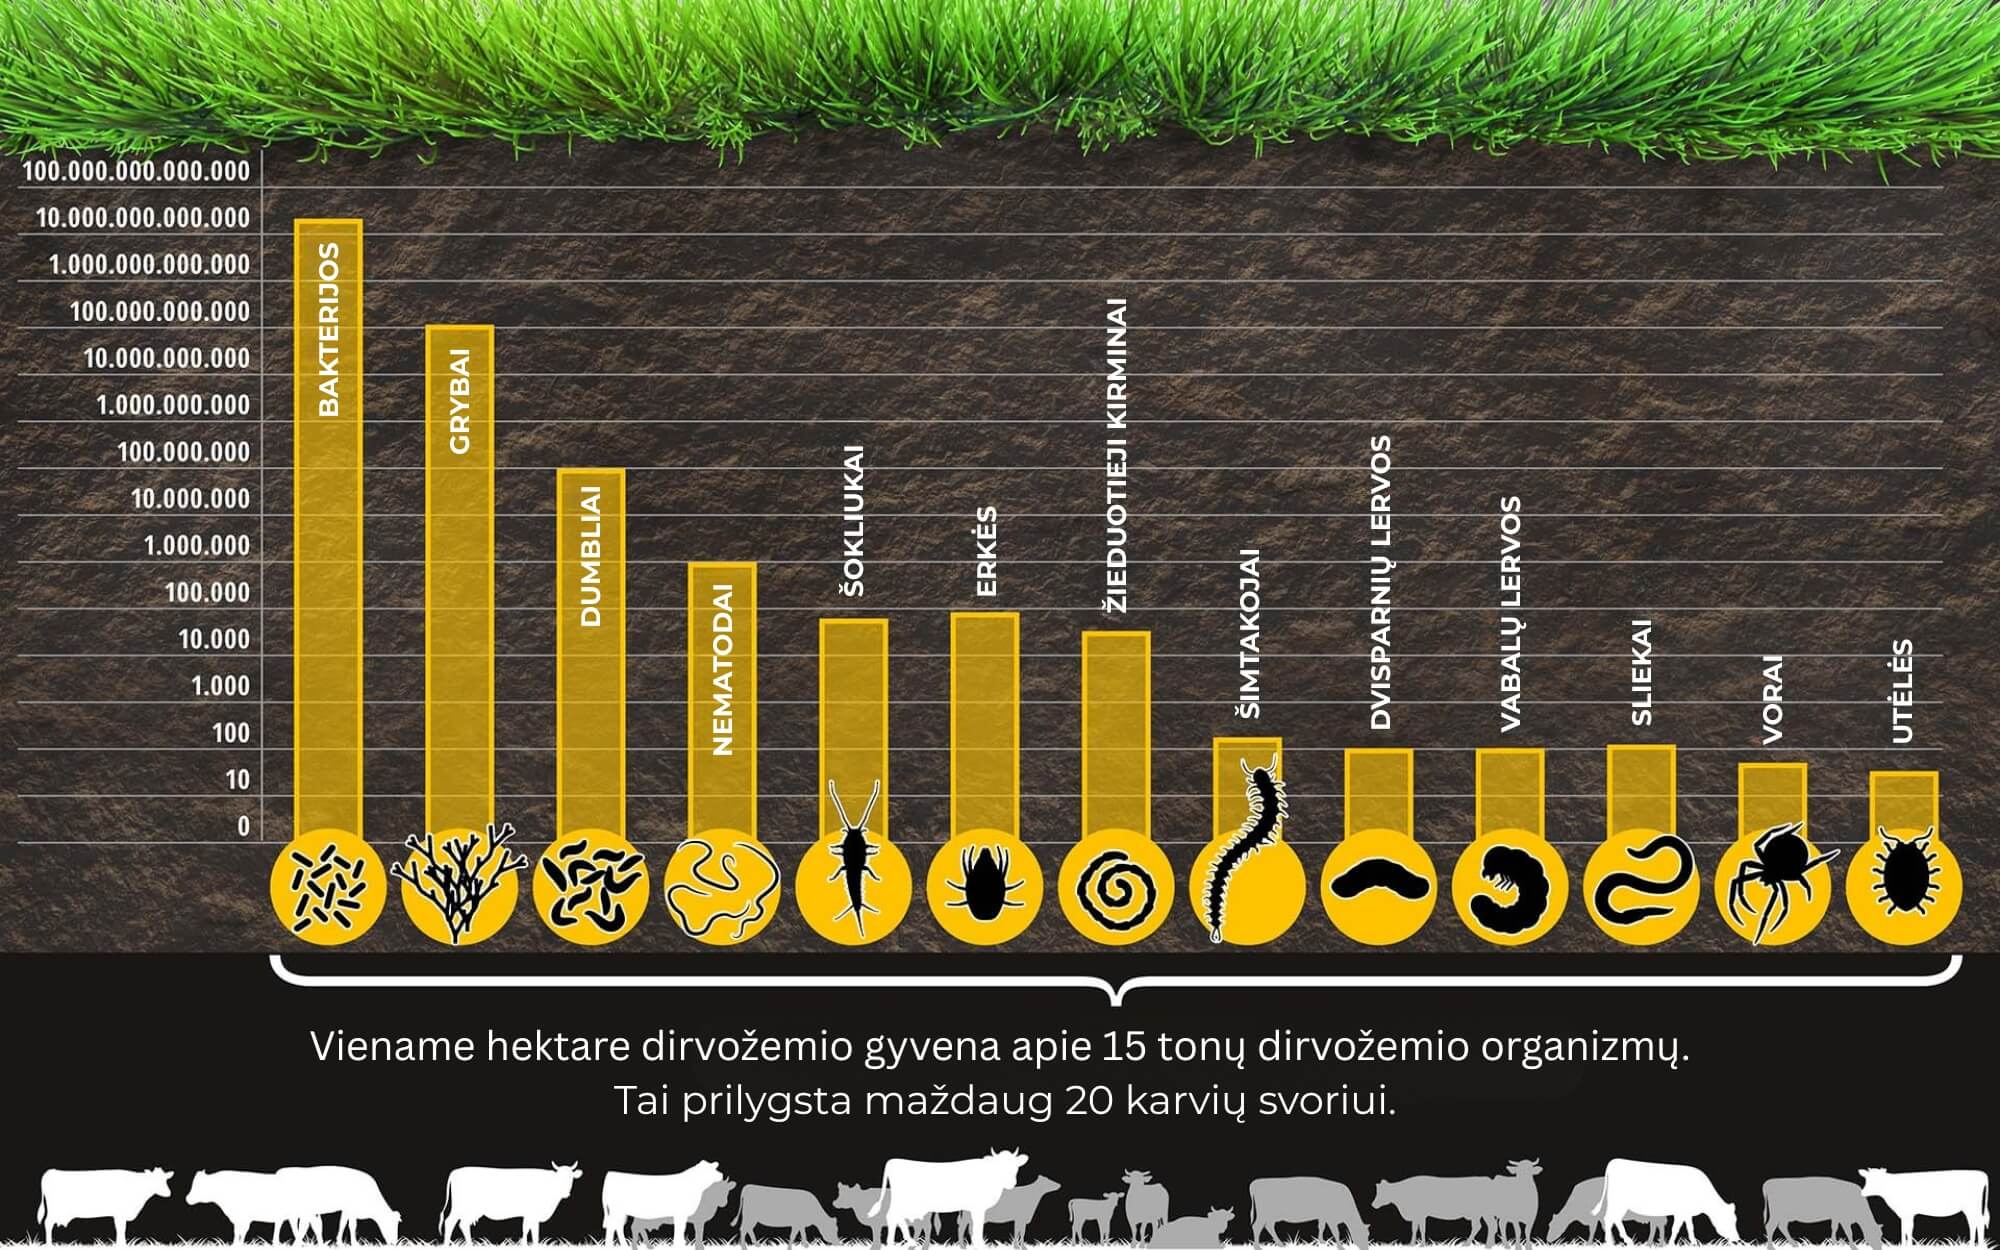 100.000.000.000.000
10.000.000.000.000
1.000.000.000.000
100.000.000.000
10.000.000.000
1.000.000.000
100.000.000
10.000.000
1.000.000
100.000
10.000
1.000
100
10
0
BAKTERIJOS
GRYBAI
DUMBLIAI
NEMATODAI
ŠOKLIUKAI
ERKĖS
ŽIEDUOTIEJI KIRMINAI
ŠIMTAKOJAI
DVISPARNIŲ LERVOS
VABALŲ LERVOS
SLIEKAI
VORAI
UTĖLĖS
Viename hektare dirvožemio gyvena apie 15 tonų dirvožemio organizmų.
Tai prilygsta maždaug 20 karvių svoriui.